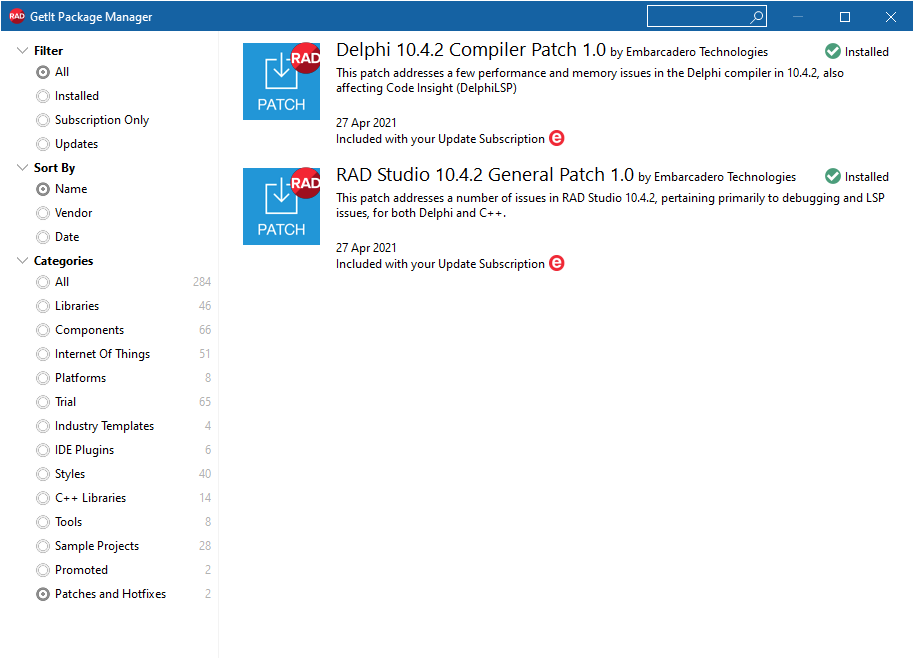 RAD GetIt Package Manager
Filter
All
Installed
Subscription Only
Updates
Sort By
Name
Vendor
Date
Categories
All 284
Libraries 46
Components 66
Internet Of Things 51
Platforms 8
Trial 65
Industry Templates 4
IDE Plugins 6
Styles 40
C++ Libraries 14
Tools 8
Sample Projects 28
Promoted 2
Patches and Hotfixes 2
RAD
PATCH
Delphi 10.4.2 Compiler Patch 1.0 by Embarcadero Technologies Installed
This patch addresses a few performance and memory issues in the Delphi compiler in 10.4.2, also
affecting Code Insight (DelphiLSP)
27 Apr 2021
Included with your Update Subscription e
RAD
PATCH
RAD Studio 10.4.2 General Patch 1.0 by Embarcadero Technologies Installed
This patch addresses a number of issues in RAD Studio 10.4.2, pertaining primarily to debugging and LSP
issues, for both Delphi and C++.
27 Apr 2021
Included with your Update Subscription e